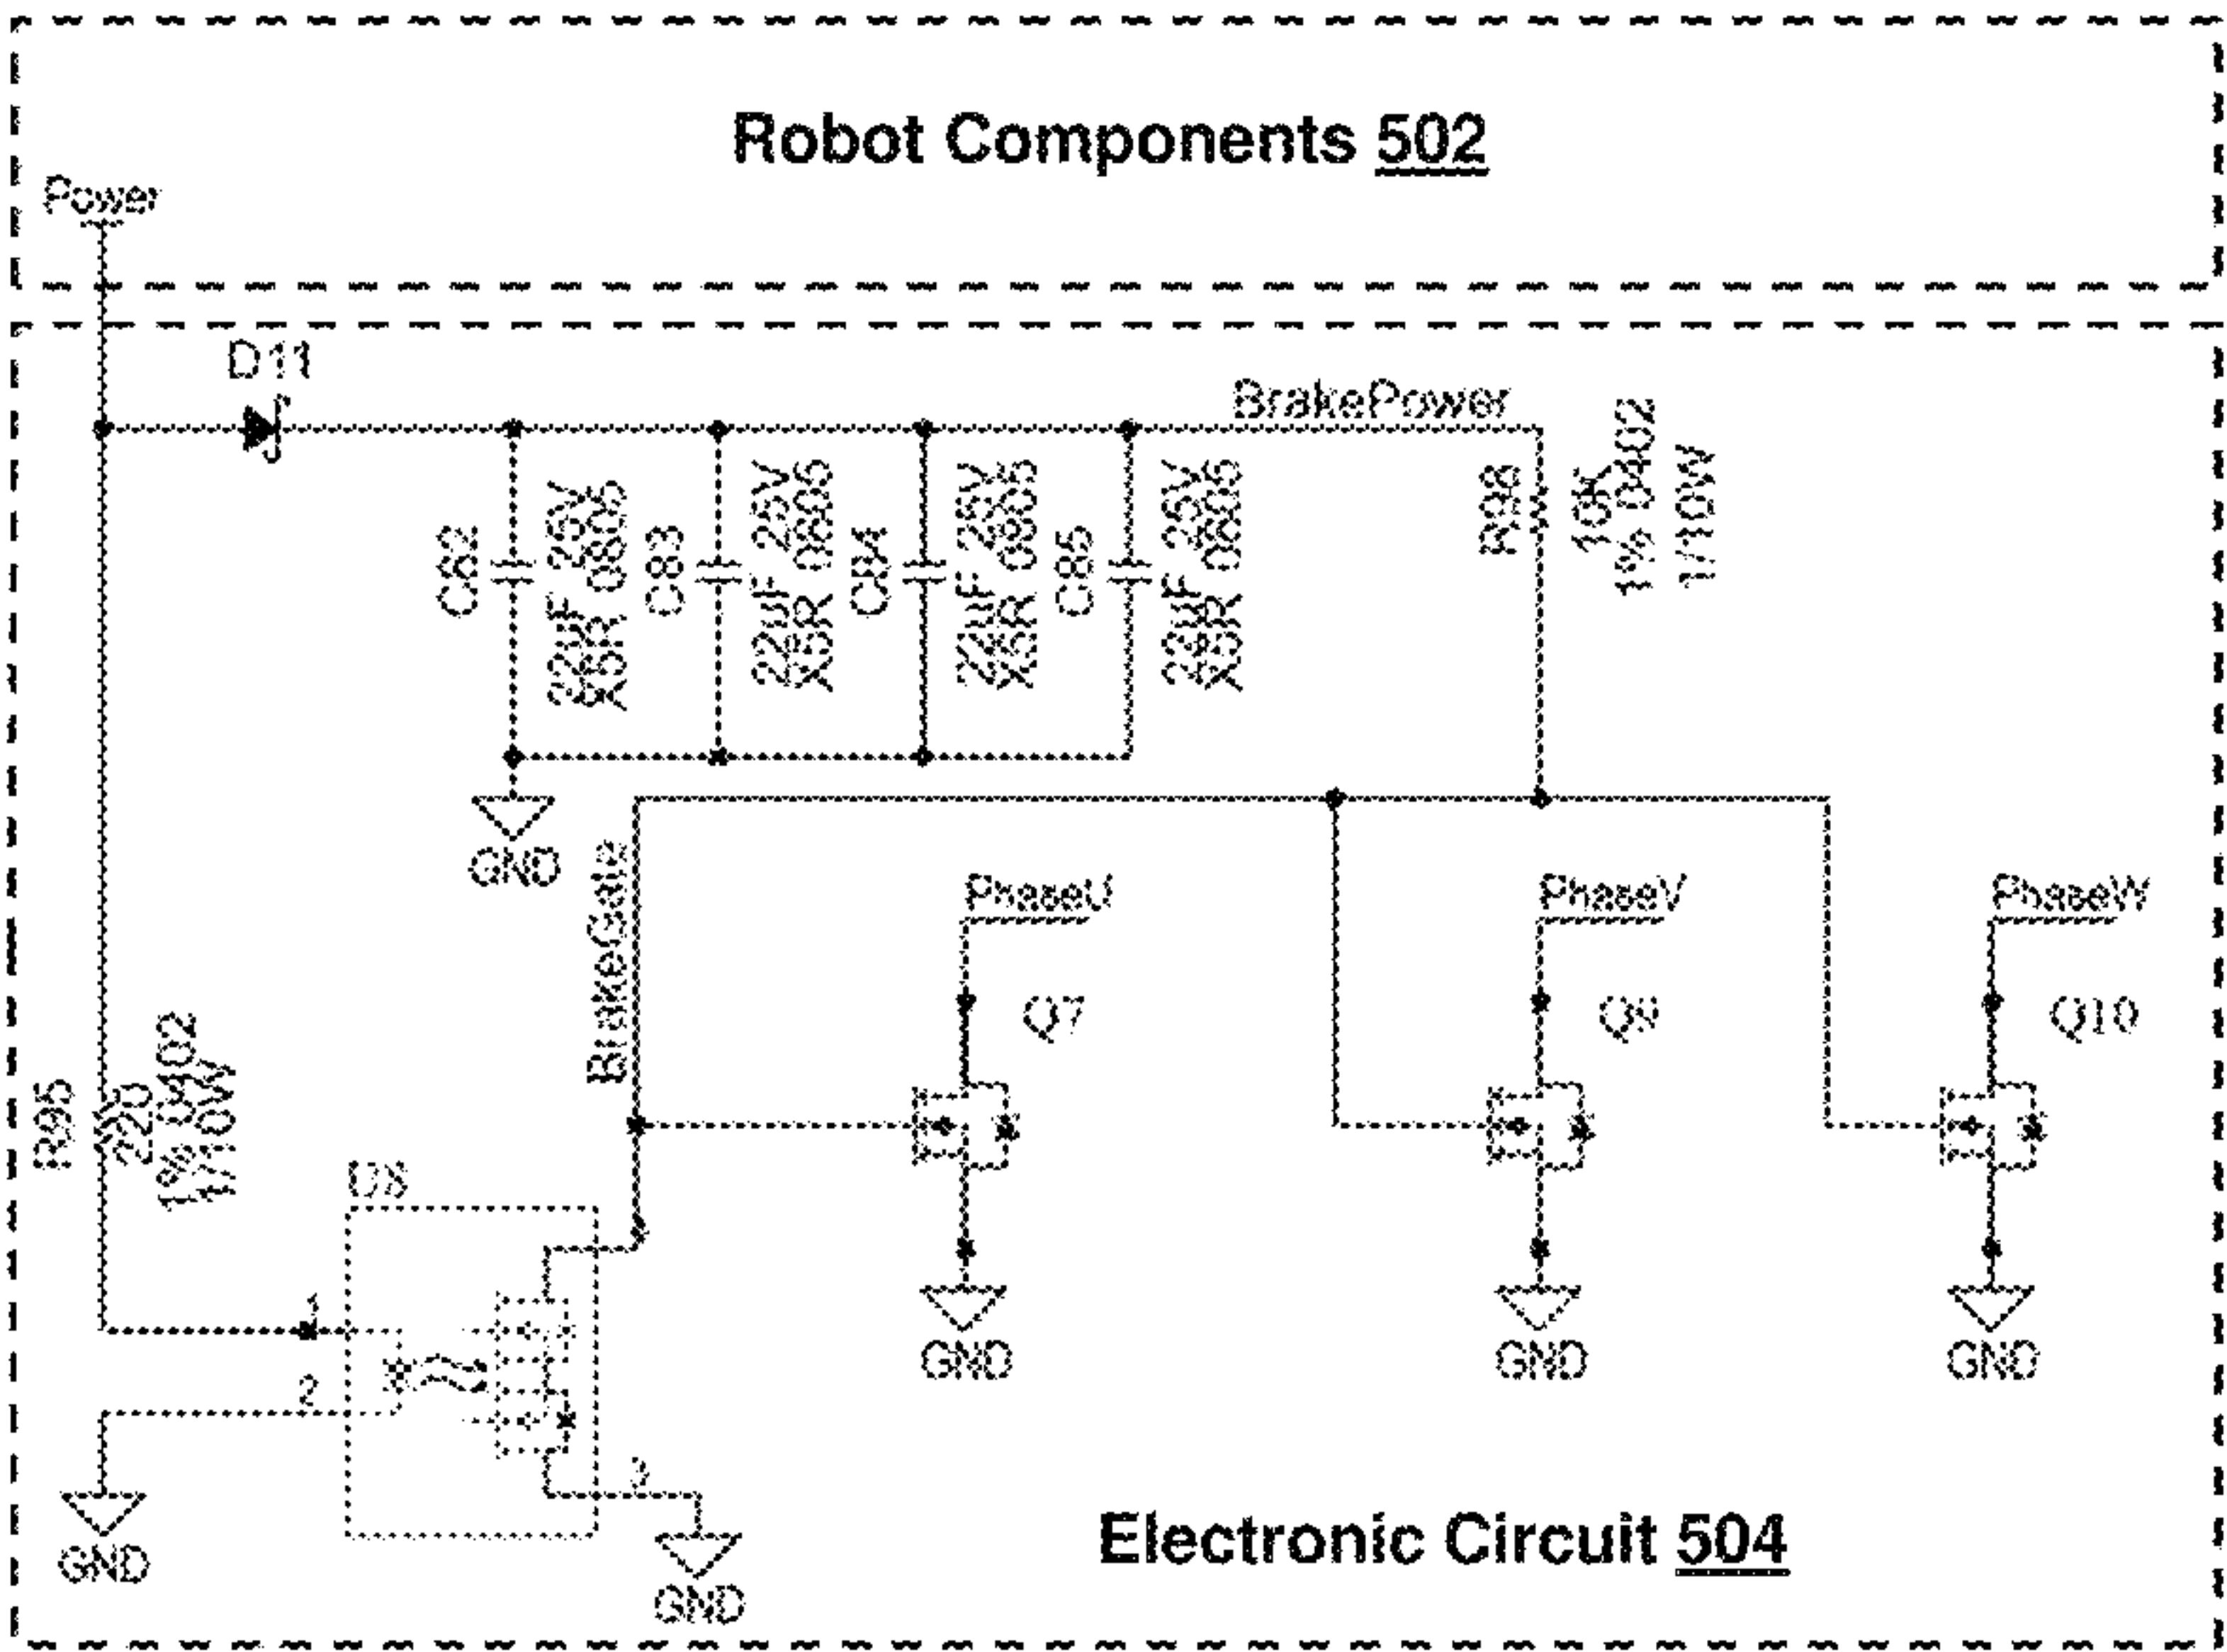 Robot Components 502
Power
D11
BrakePower
C82
22uF 25V
X5R 0805
C83
22uF 25V
X5R 0805
C84
22uF 25V
X5R 0805
C85
22uF 25V
X5R 0805
R98
10K
1% 0402
1/10W
GND
BrakeGate
PhaseU
Q7
PhaseV
Q9
PhaseW
Q10
R95
220
1% 0402
1/10W
1
2
3
GND
GND
GND
GND
GND
Electronic Circuit 504